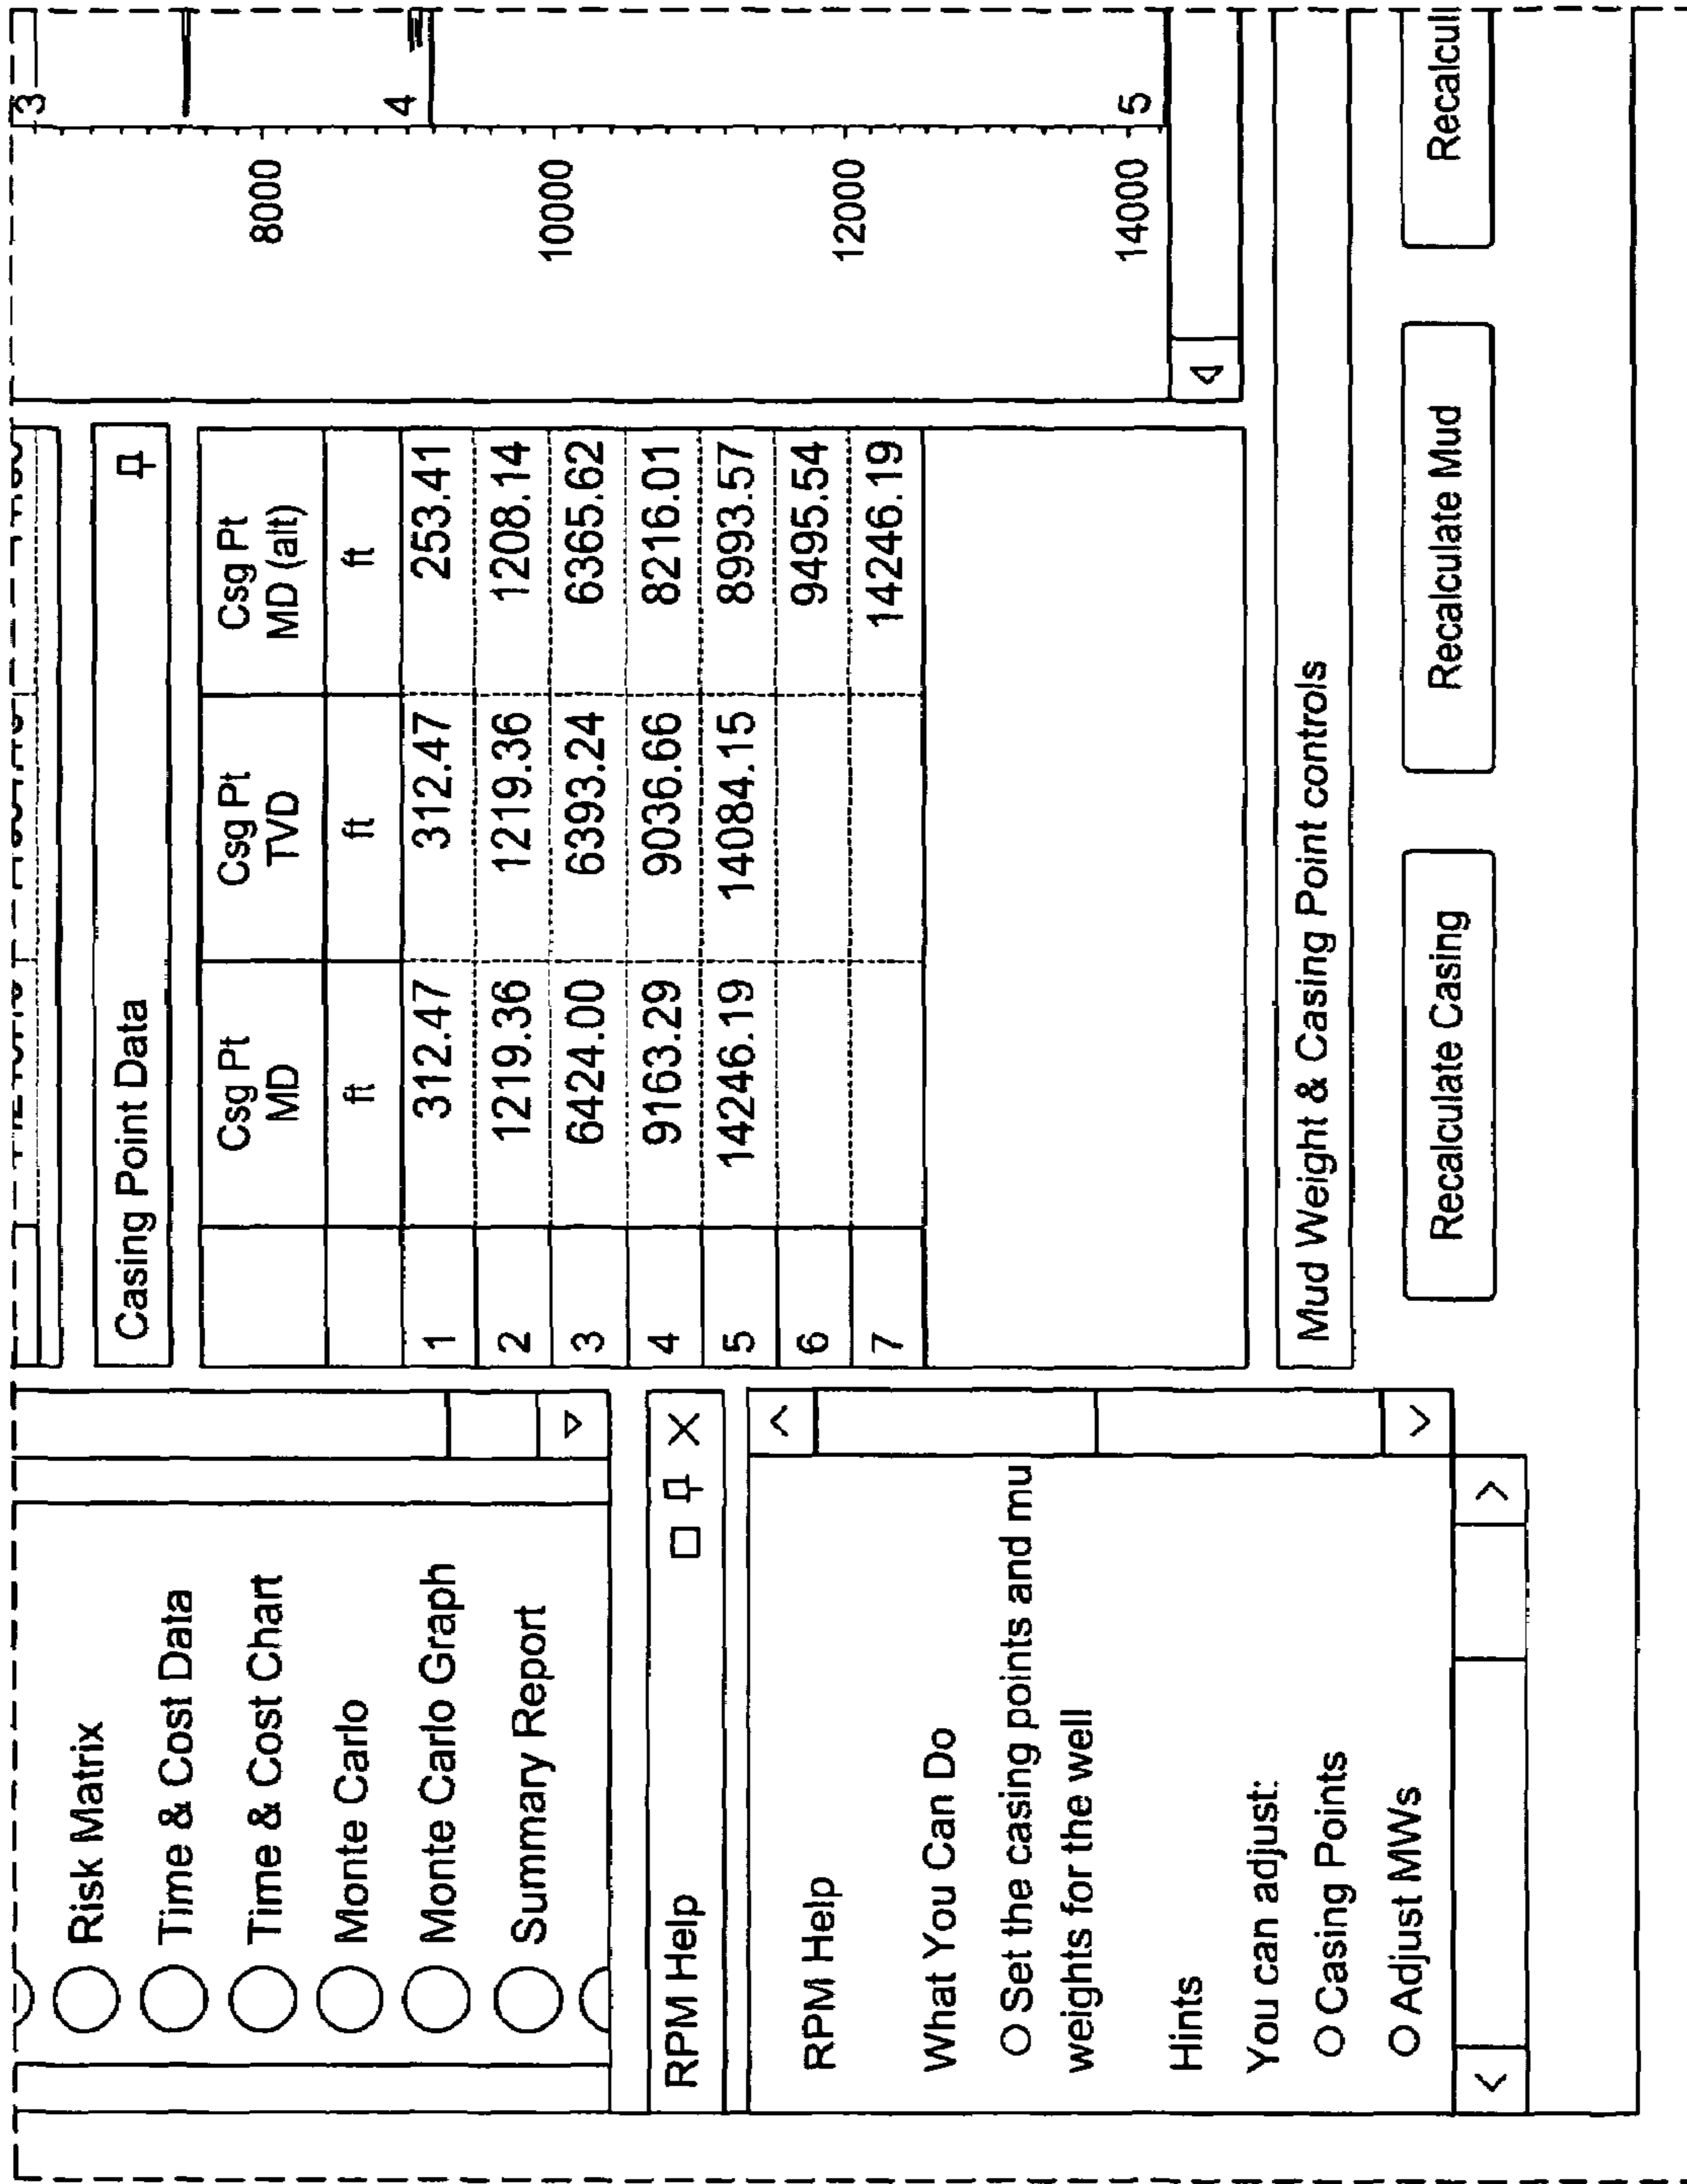 Risk Matrix
Time & Cost Data
Time & Cost Chart
Monte Carlo
Monte Carlo Graph
Summary Report
RPM Help
RPM Help
What You Can Do
Set the casing points and mu
weights for the well
Hints
You can adjust:
Casing Points
Adjust MWs
Casing Point Data
Csg Pt MD Csg Pt TVD Csg Pt MD (alt)
ft ft ft
1 312.47 312.47 253.41
2 1219.36 1219.36 1208.14
3 6424.00 6393.24 6365.62
4 9163.29 9036.66 8216.01
5 14246.19 14084.15 8993.57
6 9495.54
7 14246.19
3
8000
4
10000
12000
14000
5
Mud Weight & Casing Point controls
Recalculate Casing Recalculate Mud Recalcul